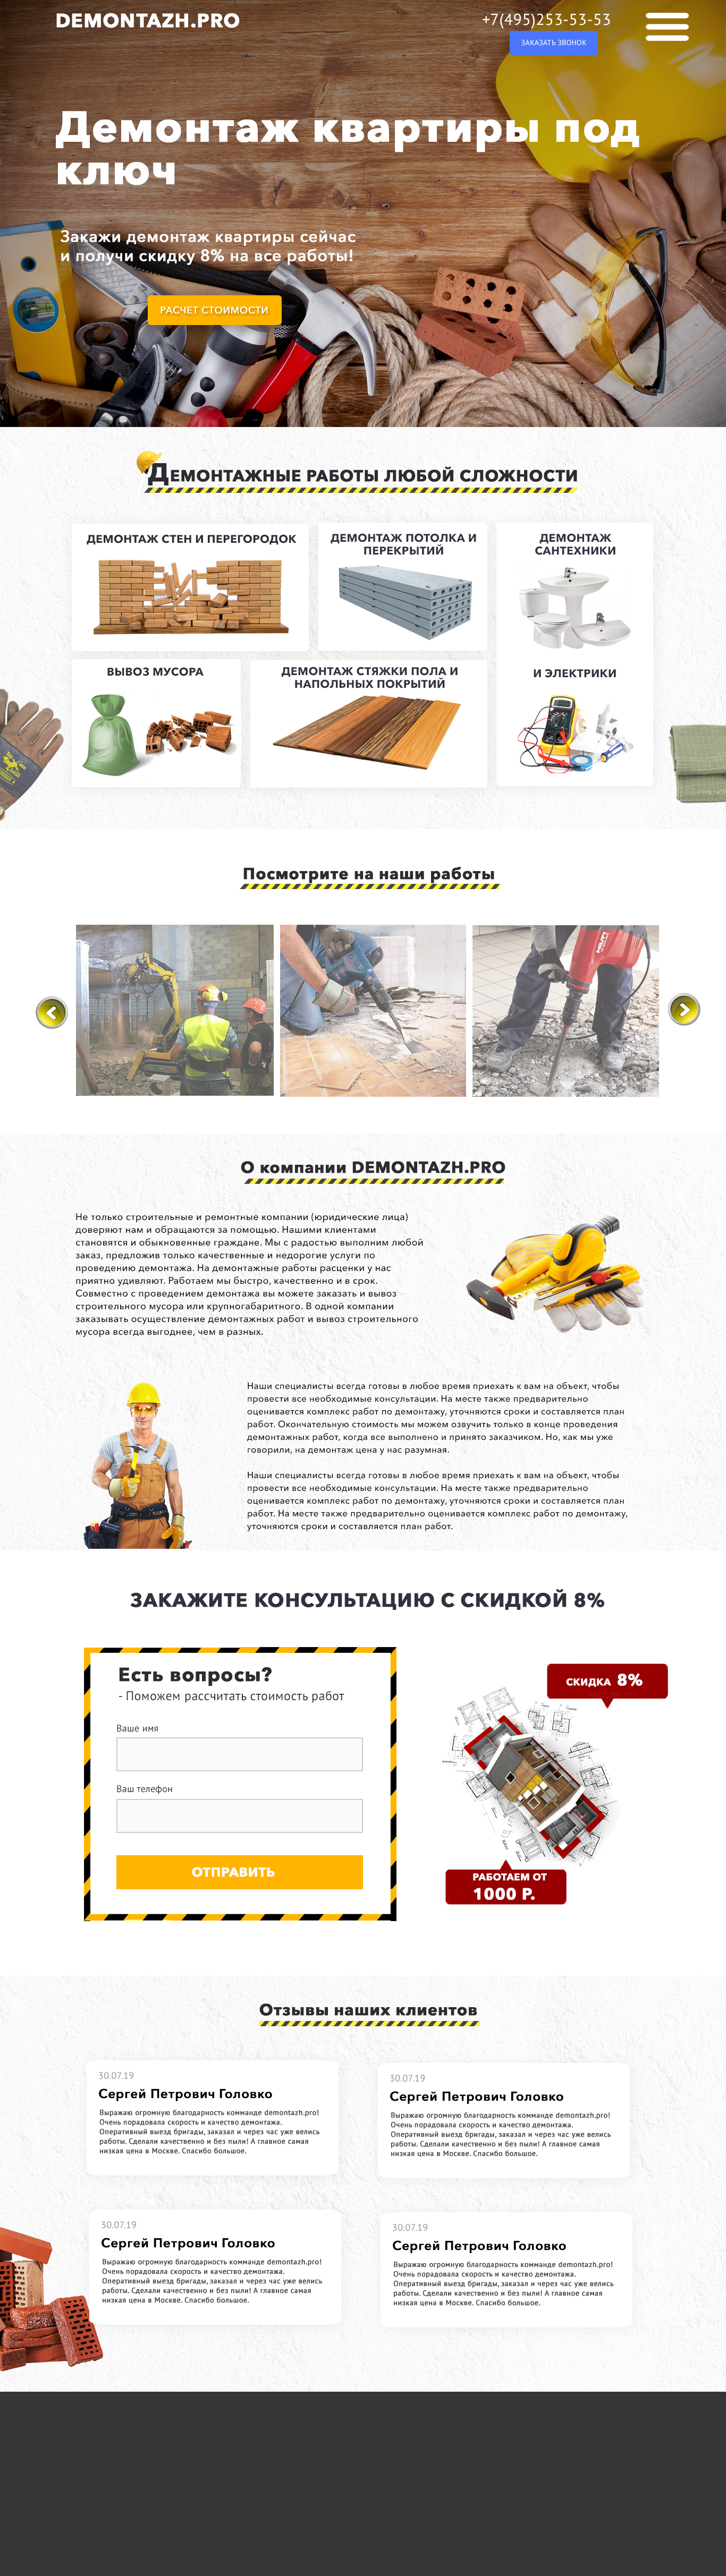 DEMONTAZH.PRO
+7(495)253-53-53
ЗАКАЗАТЬ ЗВОНОК
Демонтаж квартиры под
ключ
Закажи демонтаж квартиры сейчас
и получи скидку 8% на все работы!
РАСЧЕТ СТОИМОСТИ
ДЕМОНТАЖНЫЕ РАБОТЫ ЛЮБОЙ СЛОЖНОСТИ
ДЕМОНТАЖ СТЕН И ПЕРЕГОРОДОК
ДЕМОНТАЖ ПОТОЛКА И
ПЕРЕКРЫТИЙ
ДЕМОНТАЖ
САНТЕХНИКИ
ВЫВОЗ МУСОРА
ДЕМОНТАЖ СТЯЖКИ ПОЛА И
НАПОЛЬНЫХ ПОКРЫТИЙ
И ЭЛЕКТРИКИ
Посмотрите на наши работы
HILTI
О компании DEMONTAZH.PRO
Не только строительные и ремонтные компании (юридические лица)
доверяют нам и обращаются за помощью. Нашими клиентами
становятся и обыкновенные граждане. Мы с радостью выполним любой
заказ, предложив только качественные и недорогие услуги по
проведению демонтажа. На демонтажные работы расценки у нас
приятно удивляют. Работаем мы быстро, качественно и в срок.
Совместно с проведением демонтажа вы можете заказать и вывоз
строительного мусора или крупногабаритного. В одной компании
заказывать осуществление демонтажных работ и вывоз строительного
мусора всегда выгоднее, чем в разных.
Наши специалисты всегда готовы в любое время приехать к вам на объект, чтобы
провести все необходимые консультации. На месте также предварительно
оценивается комплекс работ по демонтажу, уточняются сроки и составляется план
работ. Окончательную стоимость мы можем озвучить только в конце проведения
демонтажных работ, когда все выполнено и принято заказчиком. Но, как мы уже
говорили, на демонтаж цена у нас разумная.
Наши специалисты всегда готовы в любое время приехать к вам на объект, чтобы
провести все необходимые консультации. На месте также предварительно
оценивается комплекс работ по демонтажу, уточняются сроки и составляется план
работ. На месте также предварительно оценивается комплекс работ по демонтажу,
уточняются сроки и составляется план работ.
ЗАКАЖИТЕ КОНСУЛЬТАЦИЮ С СКИДКОЙ 8%
Есть вопросы?
- Поможем рассчитать стоимость работ
Ваше имя
Ваш телефон
ОТПРАВИТЬ
СКИДКА 8%
РАБОТАЕМ ОТ
1000 Р.
Отзывы наших клиентов
30.07.19
Сергей Петрович Головко
Выражаю огромную благодарность комманде demontazh.pro!
Очень порадовала скорость и качество демонтажа.
Оперативный выезд бригады, заказал и через час уже велись
работы. Сделали качественно и без пыли! А главное самая
низкая цена в Москве. Спасибо большое.
30.07.19
Сергей Петрович Головко
Выражаю огромную благодарность комманде demontazh.pro!
Очень порадовала скорость и качество демонтажа.
Оперативный выезд бригады, заказал и через час уже велись
работы. Сделали качественно и без пыли! А главное самая
низкая цена в Москве. Спасибо большое.
30.07.19
Сергей Петрович Головко
Выражаю огромную благодарность комманде demontazh.pro!
Очень порадовала скорость и качество демонтажа.
Оперативный выезд бригады, заказал и через час уже велись
работы. Сделали качественно и без пыли! А главное самая
низкая цена в Москве. Спасибо большое.
30.07.19
Сергей Петрович Головко
Выражаю огромную благодарность комманде demontazh.pro!
Очень порадовала скорость и качество демонтажа.
Оперативный выезд бригады, заказал и через час уже велись
работы. Сделали качественно и без пыли! А главное самая
низкая цена в Москве. Спасибо большое.